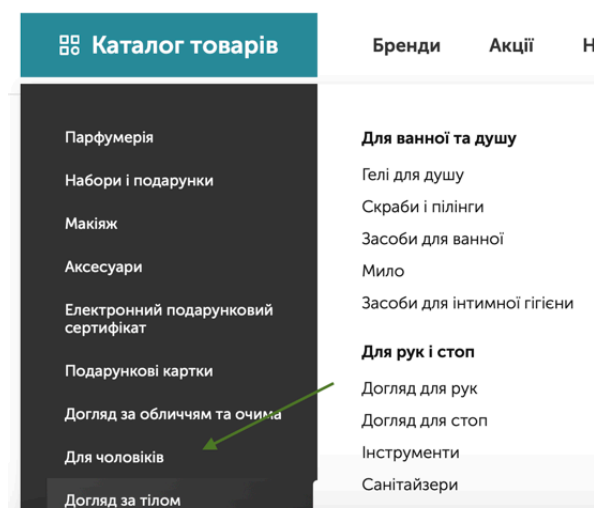 Каталог товарів
Бренди
Акції
Н
Парфумерія
Набори і подарунки
Макіяж
Аксесуари
Електронний подарунковий
сертифікат
Подарункові картки
Догляд за обличчям та очима
Для чоловіків
Догляд за тілом
Для ванної та душу
Гелі для душу
Скраби і пілінги
Засоби для ванної
Мило
Засоби для інтимної гігієни
Для рук і стоп
Догляд для рук
Догляд для стоп
Інструменти
Санітайзери